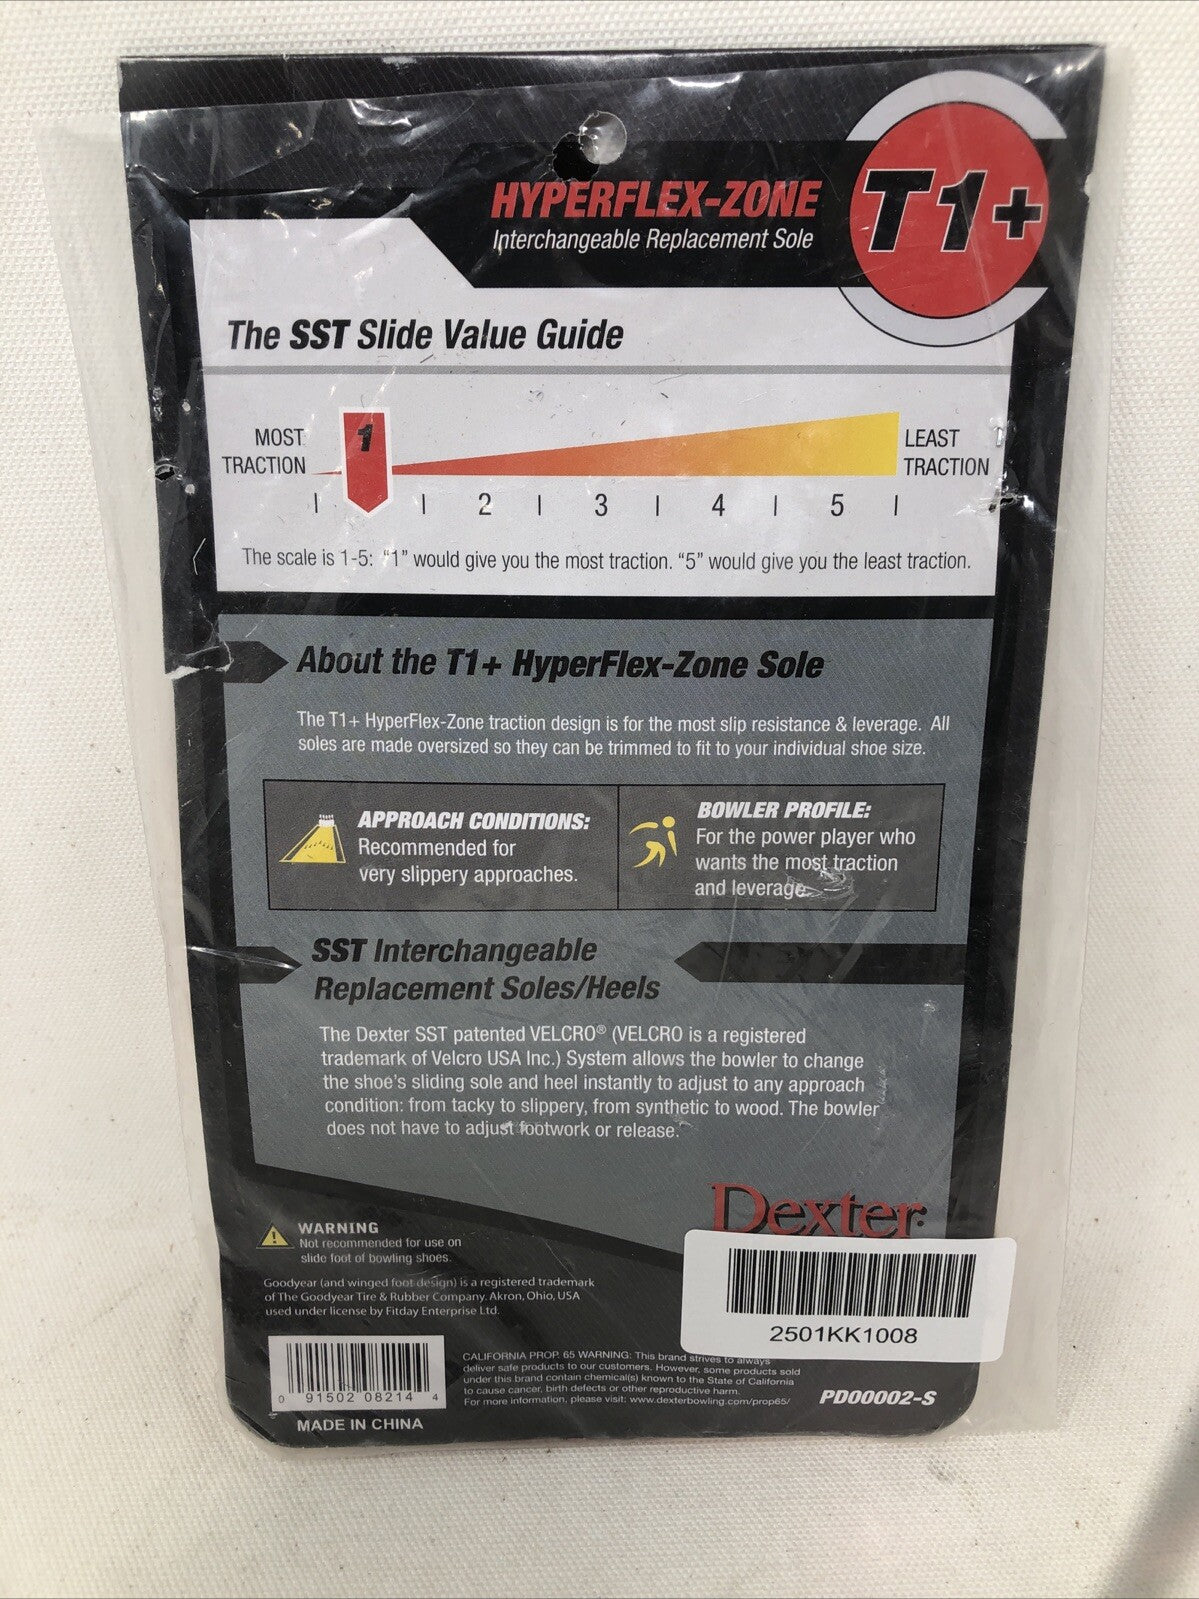 HYPERFLEX-ZONE
Interchangeable Replacement Sole
T1+
The SST Slide Value Guide
MOST
TRACTION
1
LEAST
TRACTION
| | 2 | 3 | 4 | 5 |
The scale is 1-5: “1” would give you the most traction. “5” would give you the least traction.
About the T1+ HyperFlex-Zone Sole
The T1+ HyperFlex-Zone traction design is for the most slip resistance & leverage. All
soles are made oversized so they can be trimmed to fit to your individual shoe size.
APPROACH CONDITIONS:
Recommended for
very slippery approaches.
BOWLER PROFILE:
For the power player who
wants the most traction
and leverage.
SST Interchangeable
Replacement Soles/Heels
The Dexter SST patented VELCRO® (VELCRO is a registered
trademark of Velcro USA Inc.) System allows the bowler to change
the shoe's sliding sole and heel instantly to adjust to any approach
condition: from tacky to slippery, from synthetic to wood. The bowler
does not have to adjust footwork or release.
Dexter
WARNING
Not recommended for use on
slide foot of bowling shoes.
Goodyear (and winged foot design) is a registered trademark
of The Goodyear Tire & Rubber Company. Akron, Ohio, USA
used under license by Fitday Enterprise Ltd.
2501KK1008
0 91502 08214 4
MADE IN CHINA
CALIFORNIA PROP. 65 WARNING: This brand strives to always
deliver safe products to our customers. However, some products sold
under this brand contain chemical(s) known to the State of California
to cause cancer, birth defects or other reproductive harm.
For more information, please visit: www.dexterbowling.com/prop65/
PD00002-S